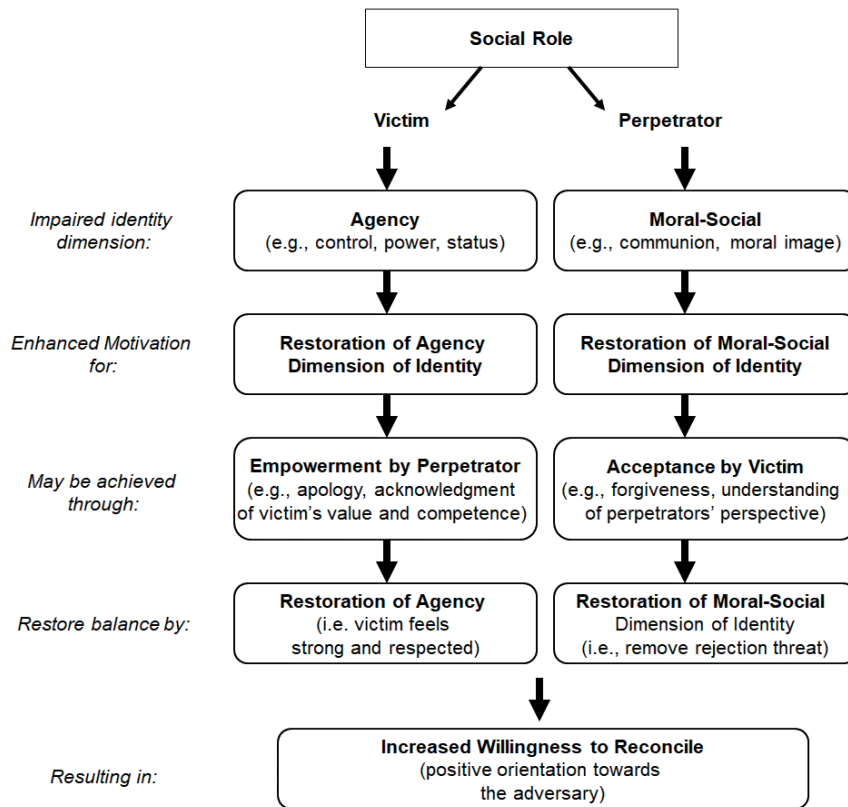 Social Role
Victim
Perpetrator
Impaired identity
dimension:
Agency
(e.g., control, power, status)
Moral-Social
(e.g., communion, moral image)
Enhanced Motivation
for:
Restoration of Agency
Dimension of Identity
Restoration of Moral-Social
Dimension of Identity
May be achieved
through:
Empowerment by Perpetrator
(e.g., apology, acknowledgment
of victim's value and competence)
Acceptance by Victim
(e.g., forgiveness, understanding
of perpetrators' perspective)
Restore balance by:
Restoration of Agency
(i.e. victim feels
strong and respected)
Restoration of Moral-Social
Dimension of Identity
(i.e., remove rejection threat)
Resulting in:
Increased Willingness to Reconcile
(positive orientation towards
the adversary)